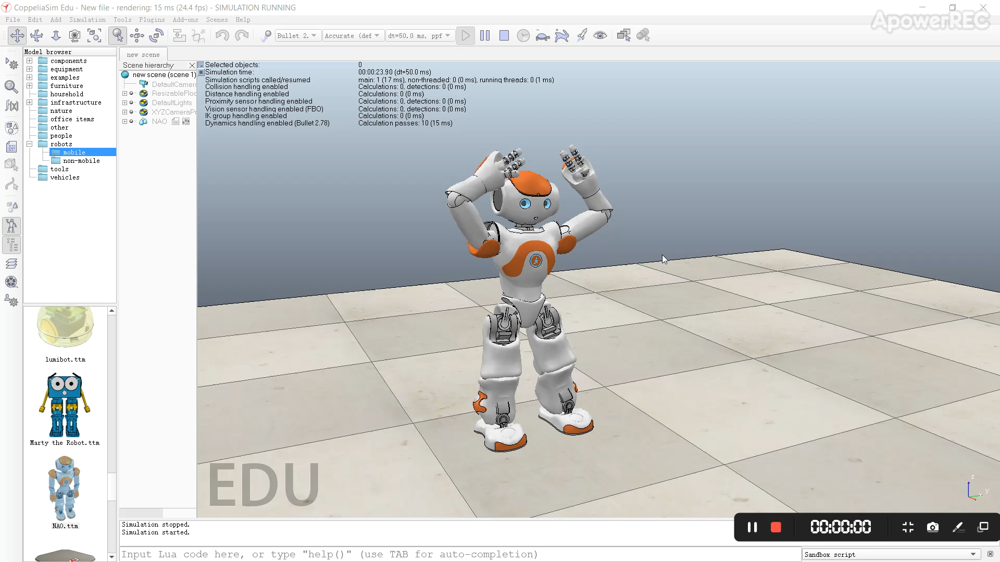 CoppeliaSim Edu - New file - rendering: 15 ms (24.4 fps) - SIMULATION RUNNING
ApowerREC
File Edit Add Simulation Tools Plugins Add-ons Scenes Help
Bullet 2. Accurate (def dt=50.0 ms, ppf
Model browser
components
equipment
examples
furniture
household
infrastructure
nature
office items
other
people
robots
mobile
non-mobile
tools
vehicles
lumibot.ttm
Marty the Robot.ttm
NAO.ttm
new scene
Scene hierarchy
new scene (scene 1)
DefaultCamera
ResizableFloo
DefaultLights
XYZCameraPr
NAO
Selected objects: 0
Simulation time: 00:00:23.90 (dt=50.0 ms)
Simulation scripts called/resumed main: 1 (17 ms), non-threaded: 0 (0 ms), running threads: 0 (1 ms)
Collision handling enabled Calculations: 0, detections: 0 (0 ms)
Distance handling enabled Calculations: 0 (0 ms)
Proximity sensor handling enabled Calculations: 0, detections: 0 (0 ms)
Vision sensor handling enabled (FBO) Calculations: 0, detections: 0 (0 ms)
IK group handling enabled Calculations: 0 (0 ms)
Dynamics handling enabled (Bullet 2.78) Calculation passes: 10 (15 ms)
EDU
z
y
x
Simulation stopped.
Simulation started.
00:00:00
Input Lua code here, or type "help()" (use TAB for auto-completion)
Sandbox script